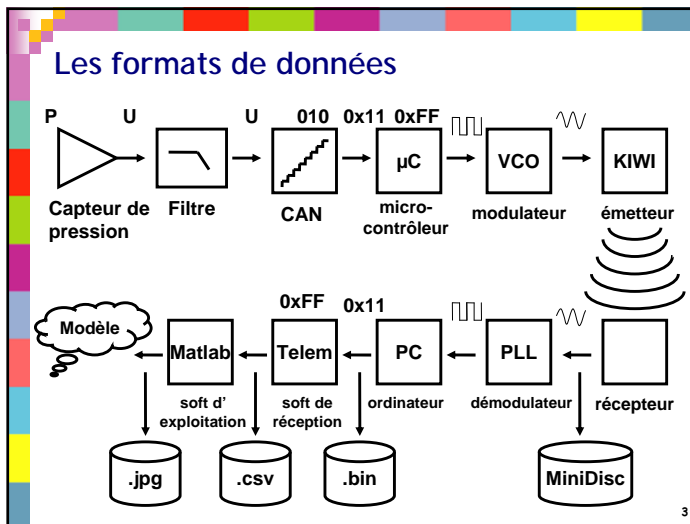 Les formats de données
P U U 010 0x11 0xFF
µC VCO KIWI
Capteur de pression
Filtre
CAN
micro-contrôleur
modulateur
émetteur
0xFF 0x11
Modèle
Matlab Telem PC PLL
soft d'
exploitation
soft de
réception
ordinateur
démodulateur
récepteur
.jpg .csv .bin MiniDisc
3